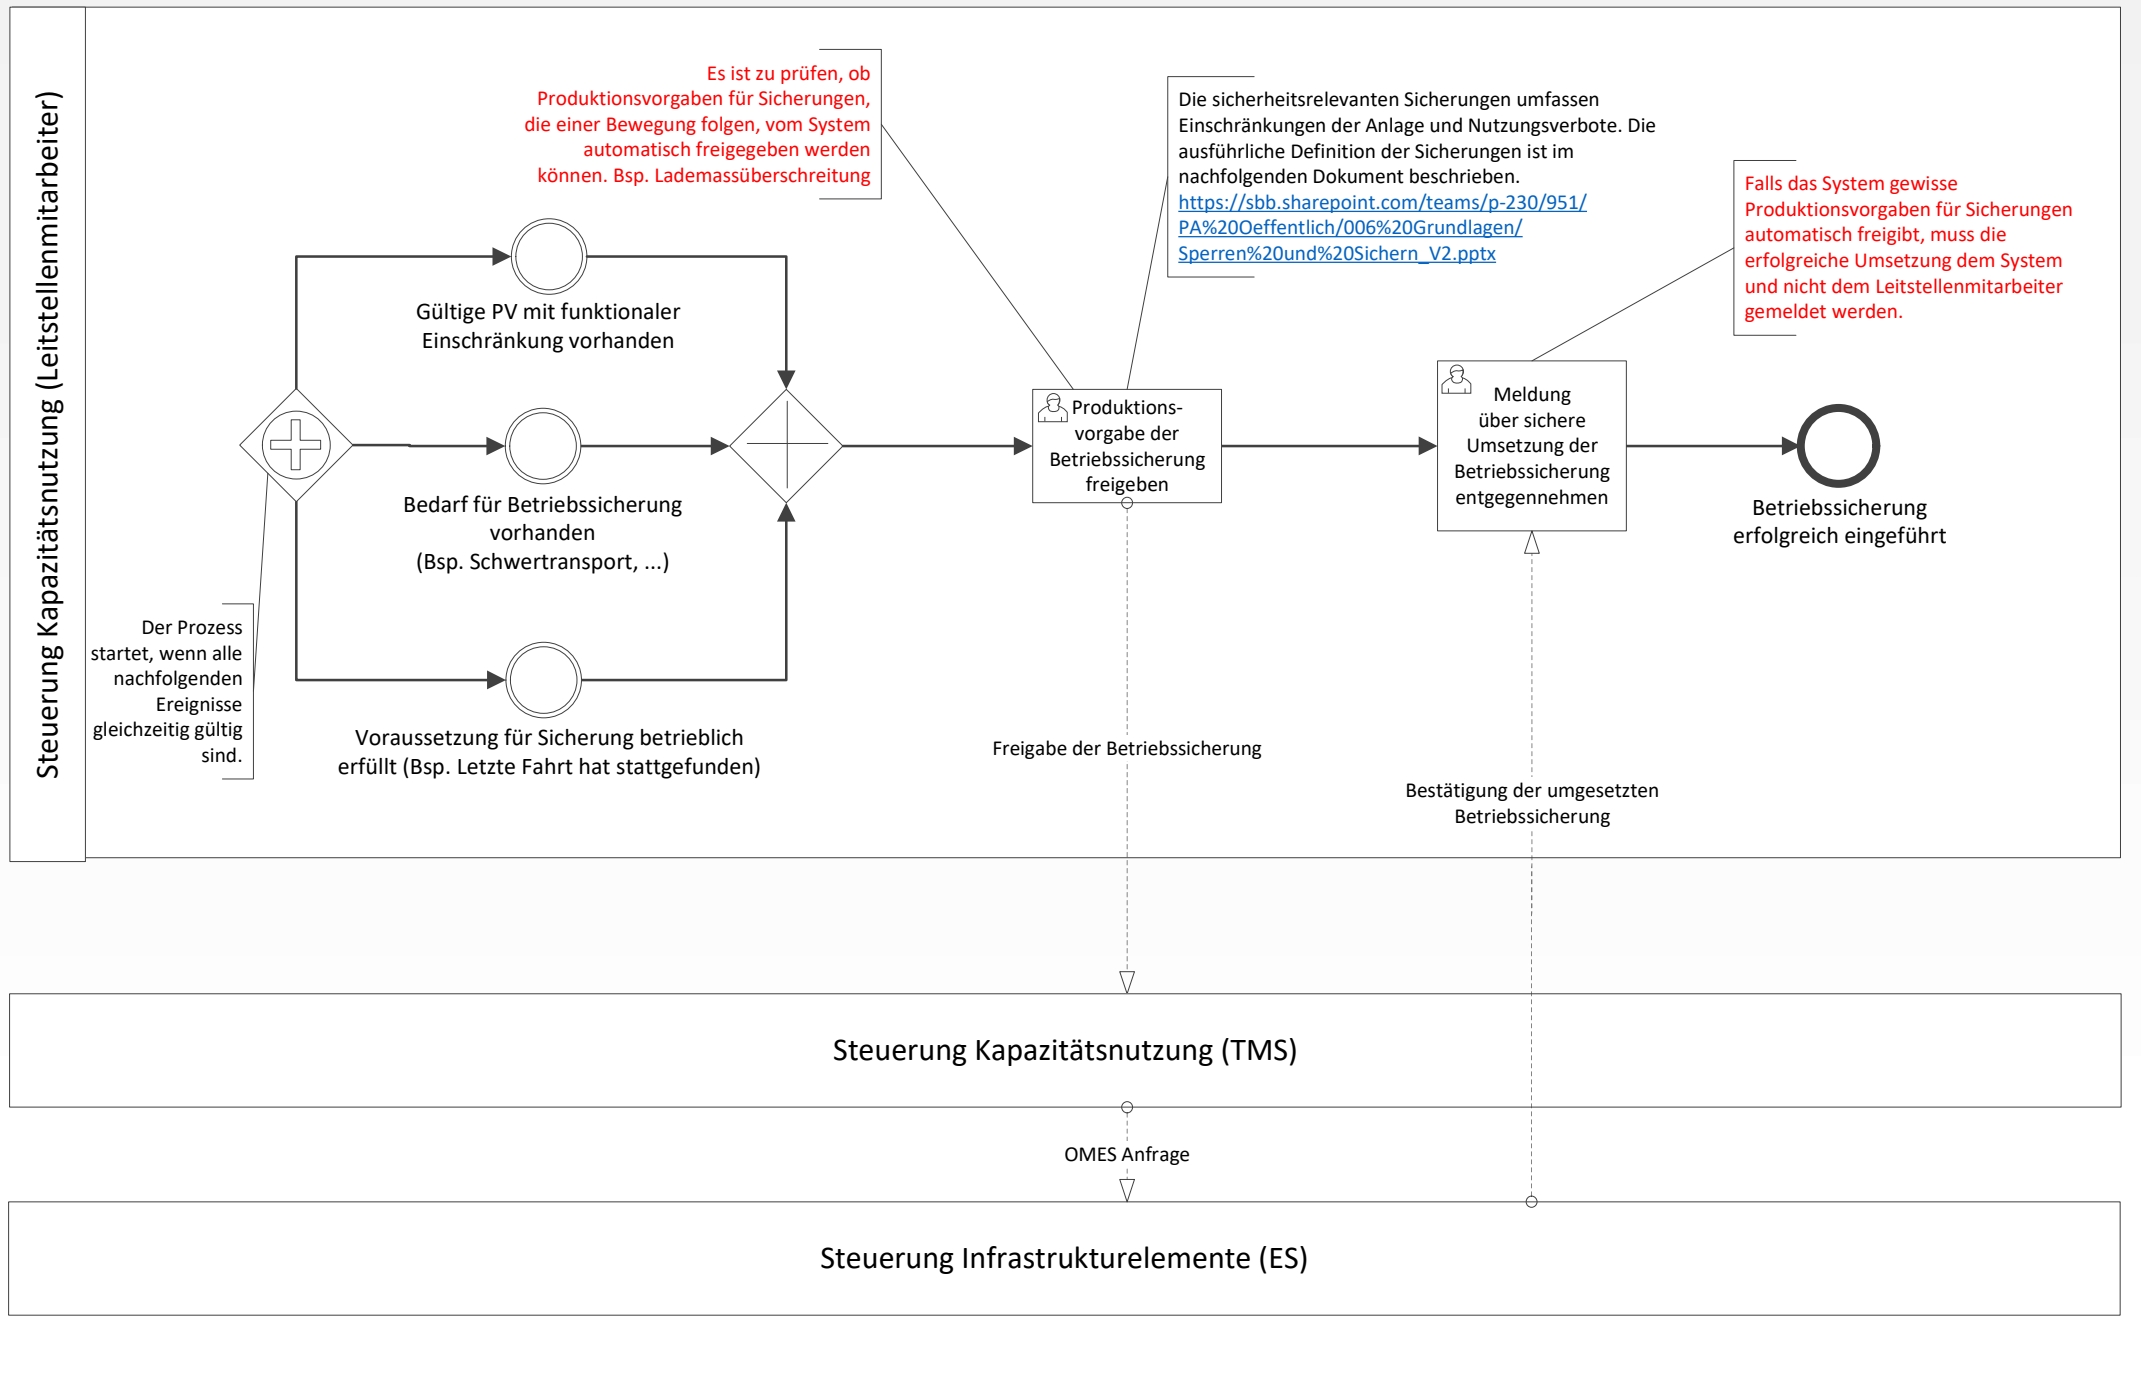 Steuerung Kapazitätsnutzung (Leitstellenmitarbeiter)
Es ist zu prüfen, ob
Produktionsvorgaben für Sicherungen,
die einer Bewegung folgen, vom System
automatisch freigegeben werden
können. Bsp. Lademassüberschreitung
Die sicherheitsrelevanten Sicherungen umfassen
Einschränkungen der Anlage und Nutzungsverbote. Die
ausführliche Definition der Sicherungen ist im
nachfolgenden Dokument beschrieben.
https://sbb.sharepoint.com/teams/p-230/951/
PA%20Oeffentlich/006%20Grundlagen/
Sperren%20und%20Sichern_V2.pptx
Falls das System gewisse
Produktionsvorgaben für Sicherungen
automatisch freigibt, muss die
erfolgreiche Umsetzung dem System
und nicht dem Leitstellenmitarbeiter
gemeldet werden.
Gültige PV mit funktionaler
Einschränkung vorhanden
Bedarf für Betriebssicherung
vorhanden
(Bsp. Schwertransport, ...)
Produktions-
vorgabe der
Betriebssicherung
freigeben
Meldung
über sichere
Umsetzung der
Betriebssicherung
entgegennehmen
Betriebssicherung
erfolgreich eingeführt
Der Prozess
startet, wenn alle
nachfolgenden
Ereignisse
gleichzeitig gültig
sind.
Voraussetzung für Sicherung betrieblich
erfüllt (Bsp. Letzte Fahrt hat stattgefunden)
Freigabe der Betriebssicherung
Bestätigung der umgesetzten
Betriebssicherung
Steuerung Kapazitätsnutzung (TMS)
OMES Anfrage
Steuerung Infrastrukturelemente (ES)